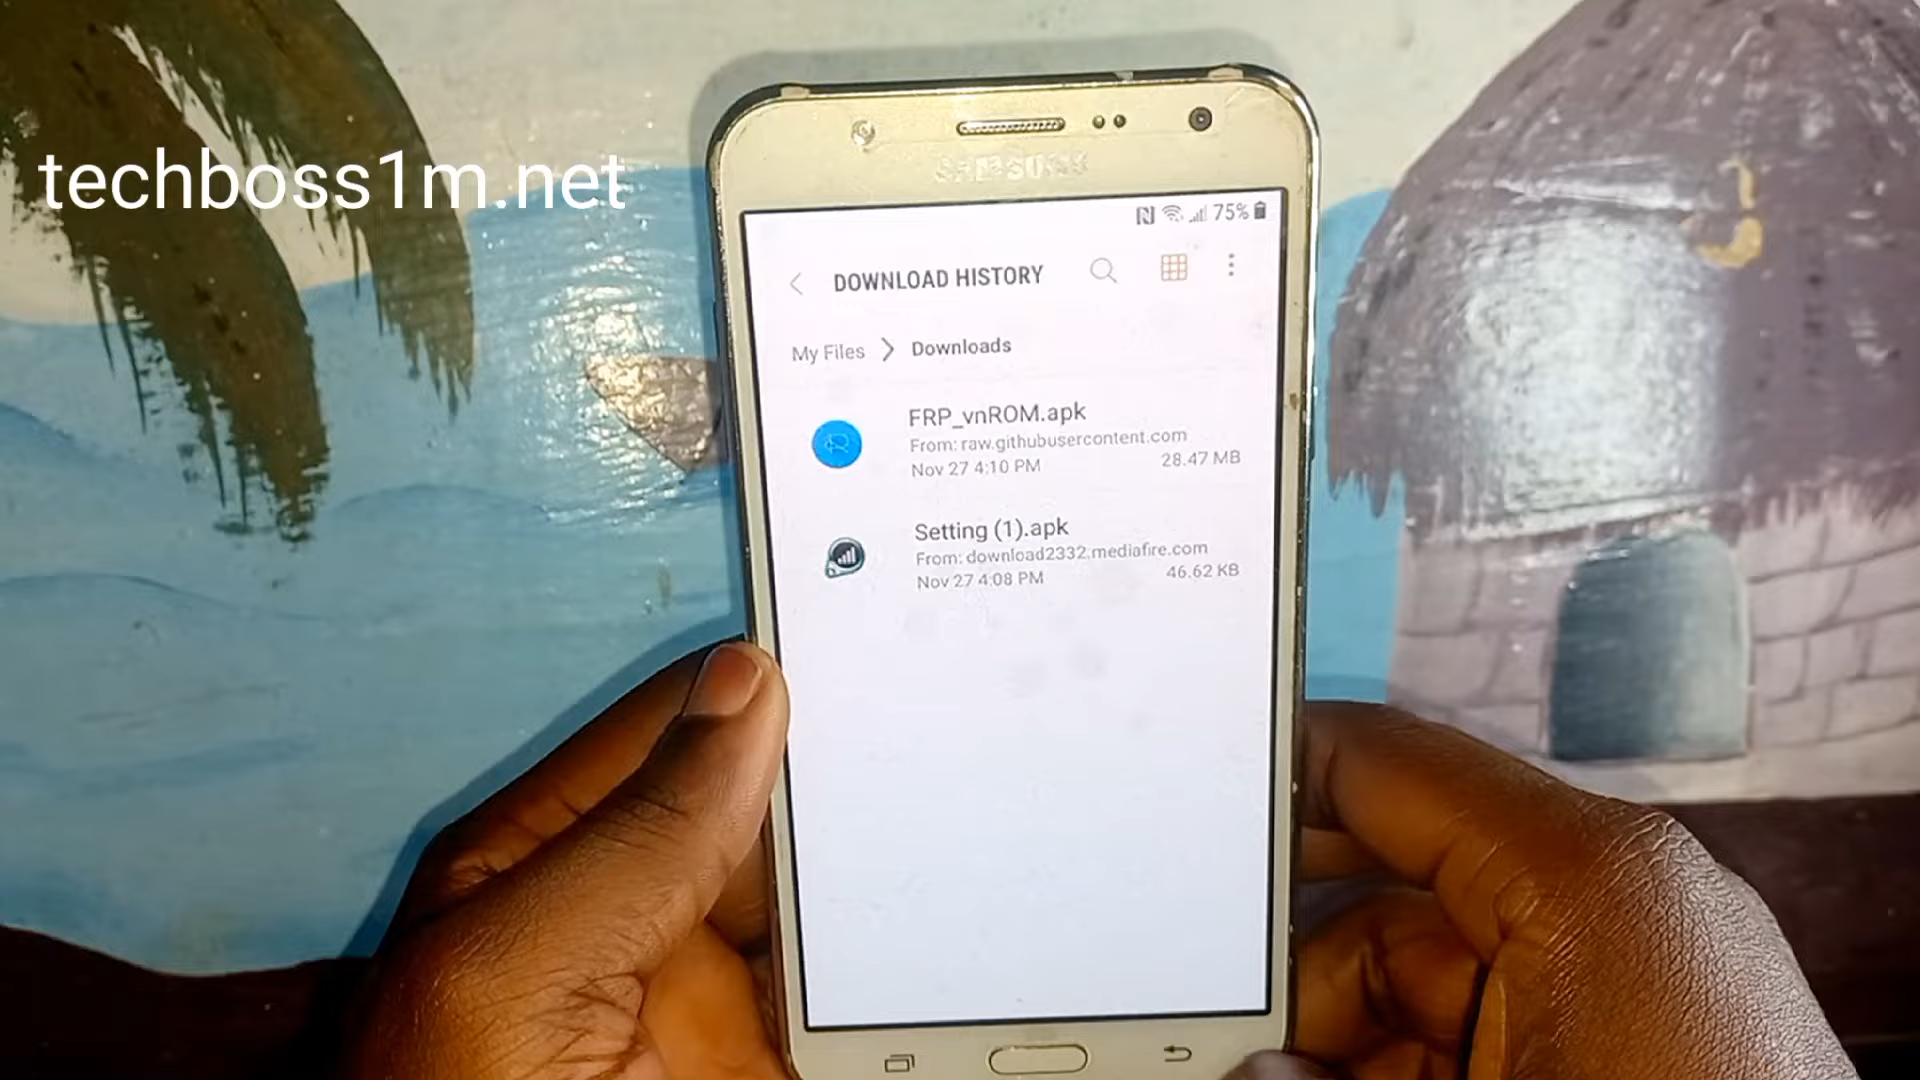 techboss1m.net
SAMSUNG
75%
DOWNLOAD HISTORY
My Files > Downloads
FRP_vnROM.apk
From: raw.githubusercontent.com
Nov 27 4:10 PM 28.47 MB
Setting (1).apk
From: download2332.mediafire.com
Nov 27 4:08 PM 46.62 KB